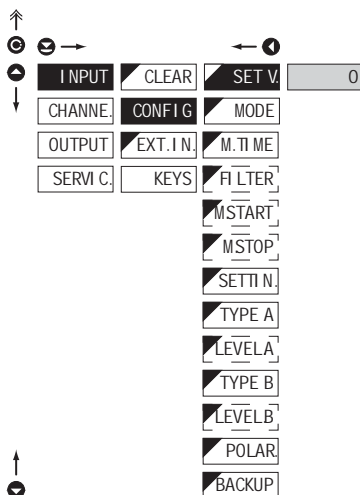 INPUT CLEAR SET V. 0
CHANNE. CONFIG MODE
OUTPUT EXT. IN. M.TIME
SERVIC. KEYS FILTER
MSTART
MSTOP
SETTIN.
TYPE A
LEVELA
TYPE B
LEVELB
POLAR.
BACKUP